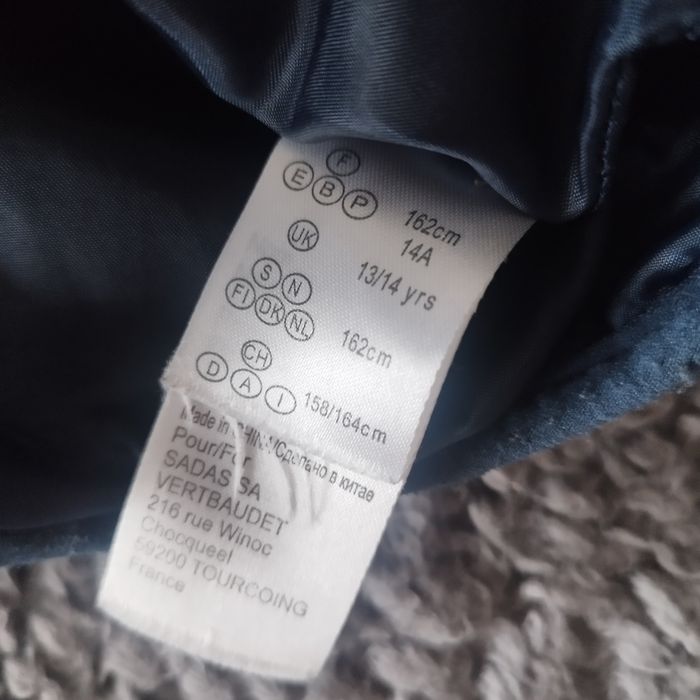 F
E B P 162cm
14A
UK 13/14 yrs
S N
FI DK NL 162cm
CH
D A I 158/164cm
Made in CHINA/Сделано в китае
Pour/For
SADAS SA
VERTBAUDET
216 rue Winoc
Chocqueel
59200 TOURCOING
France